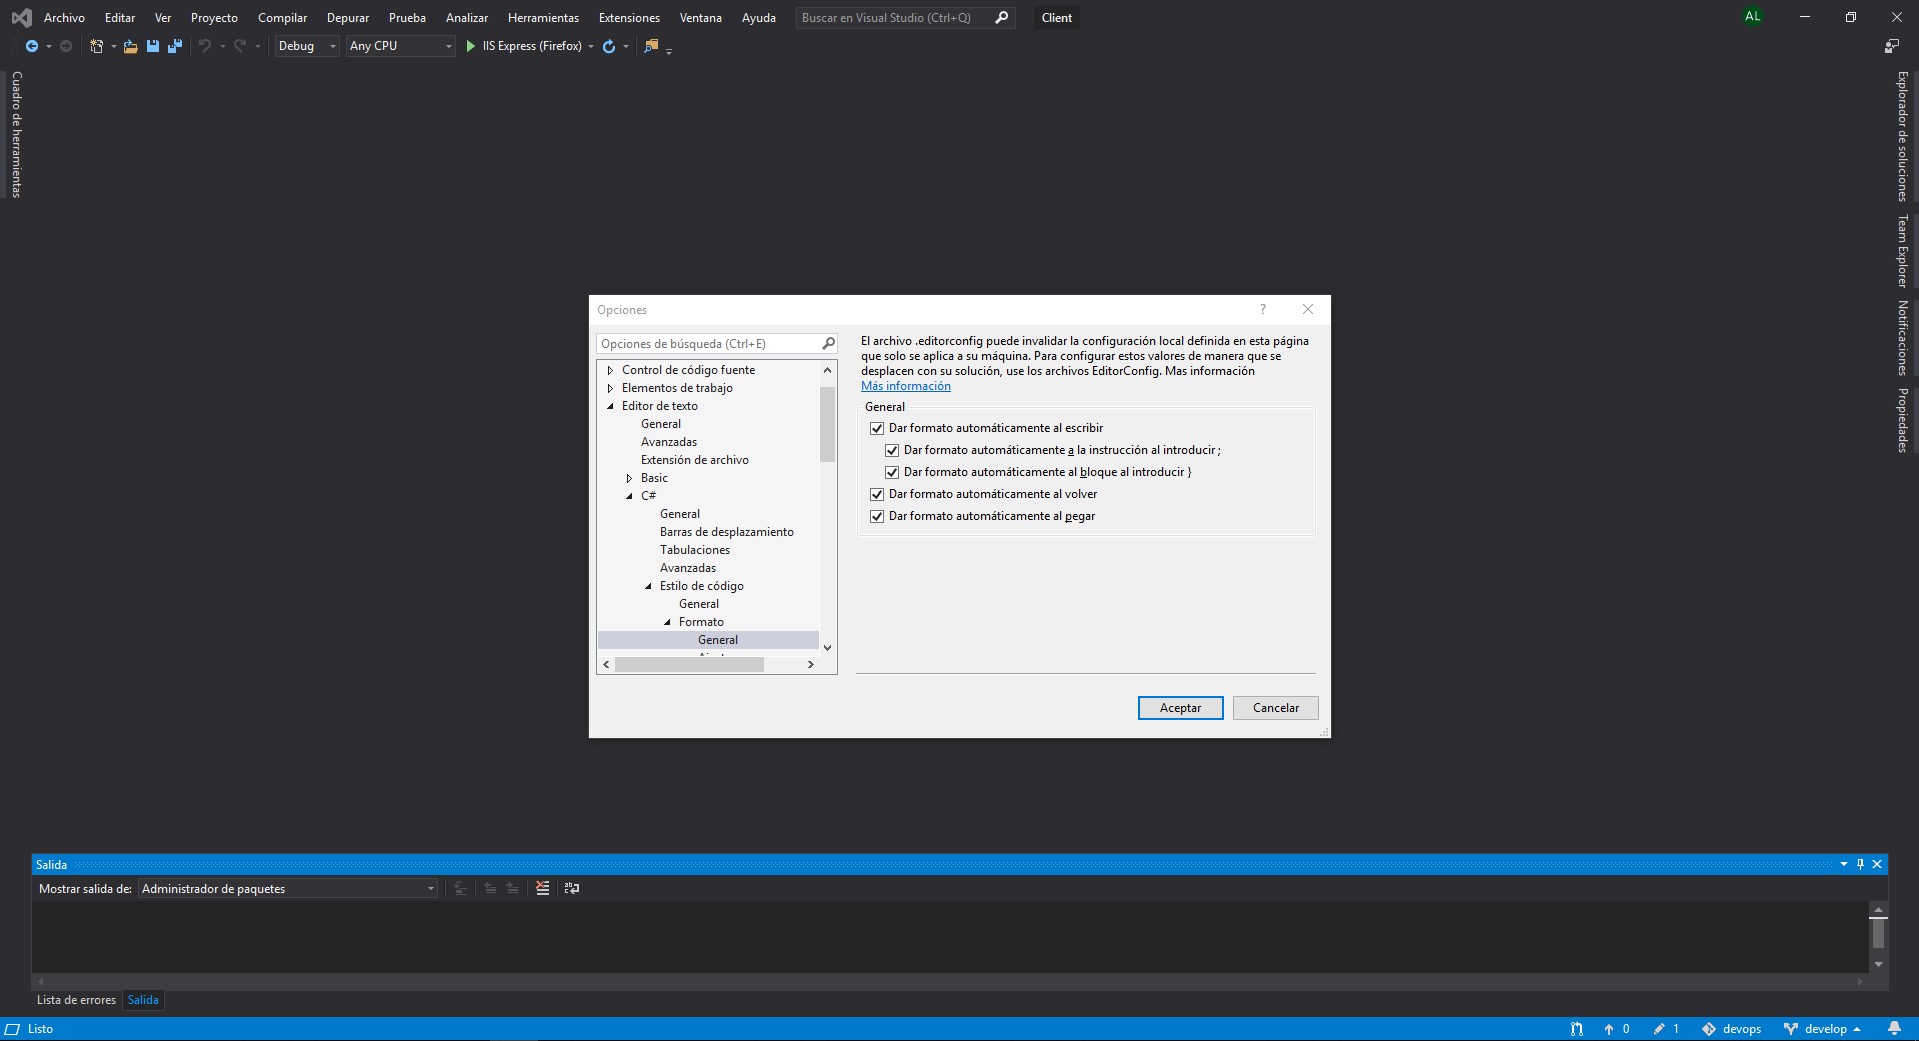 Archivo Editar Ver Proyecto Compilar Depurar Prueba Analizar Herramientas Extensiones Ventana Ayuda Buscar en Visual Studio (Ctrl+Q) Client AL
Debug Any CPU IIS Express (Firefox)
Cuadro de herramientas
Explorador de soluciones
Team Explorer
Notificaciones
Propiedades
Opciones
Opciones de búsqueda (Ctrl+E)
Control de código fuente
Elementos de trabajo
Editor de texto
General
Avanzadas
Extensión de archivo
Basic
C#
General
Barras de desplazamiento
Tabulaciones
Avanzadas
Estilo de código
General
Formato
General
El archivo .editorconfig puede invalidar la configuración local definida en esta página
que solo se aplica a su máquina. Para configurar estos valores de manera que se
desplacen con su solución, use los archivos EditorConfig. Mas información
Más información
General
Dar formato automáticamente al escribir
Dar formato automáticamente a la instrucción al introducir ;
Dar formato automáticamente al bloque al introducir }
Dar formato automáticamente al volver
Dar formato automáticamente al pegar
Aceptar Cancelar
Salida
Mostrar salida de: Administrador de paquetes
Lista de errores Salida
Listo 0 1 devops develop